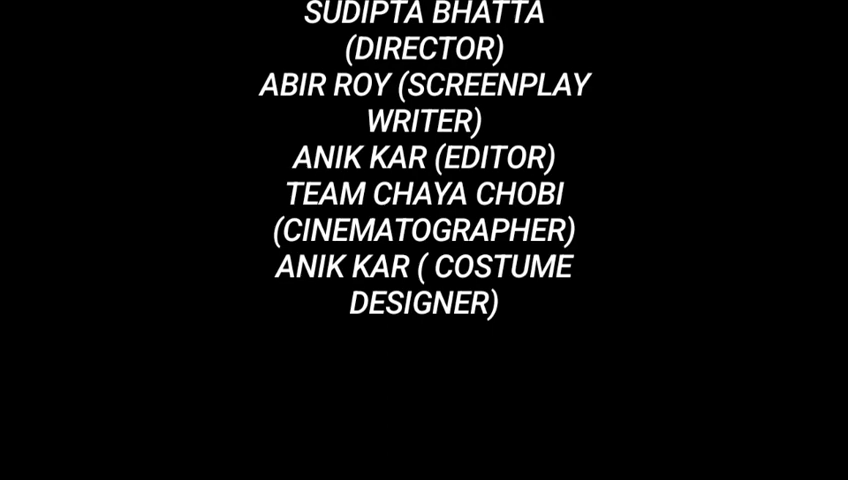 SUDIPTA BHATTA
(DIRECTOR)
ABIR ROY (SCREENPLAY
WRITER)
ANIK KAR (EDITOR)
TEAM CHAYA CHOBI
(CINEMATOGRAPHER)
ANIK KAR ( COSTUME
DESIGNER)